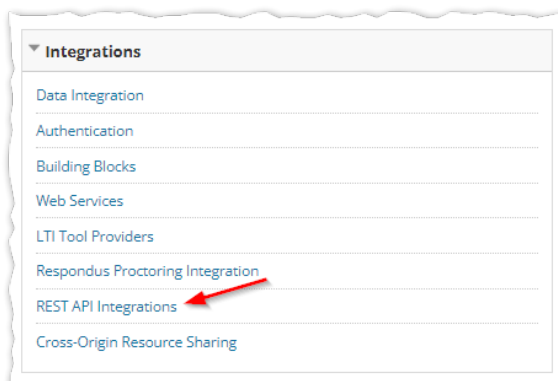 Integrations
Data Integration
Authentication
Building Blocks
Web Services
LTI Tool Providers
Respondus Proctoring Integration
REST API Integrations
Cross-Origin Resource Sharing